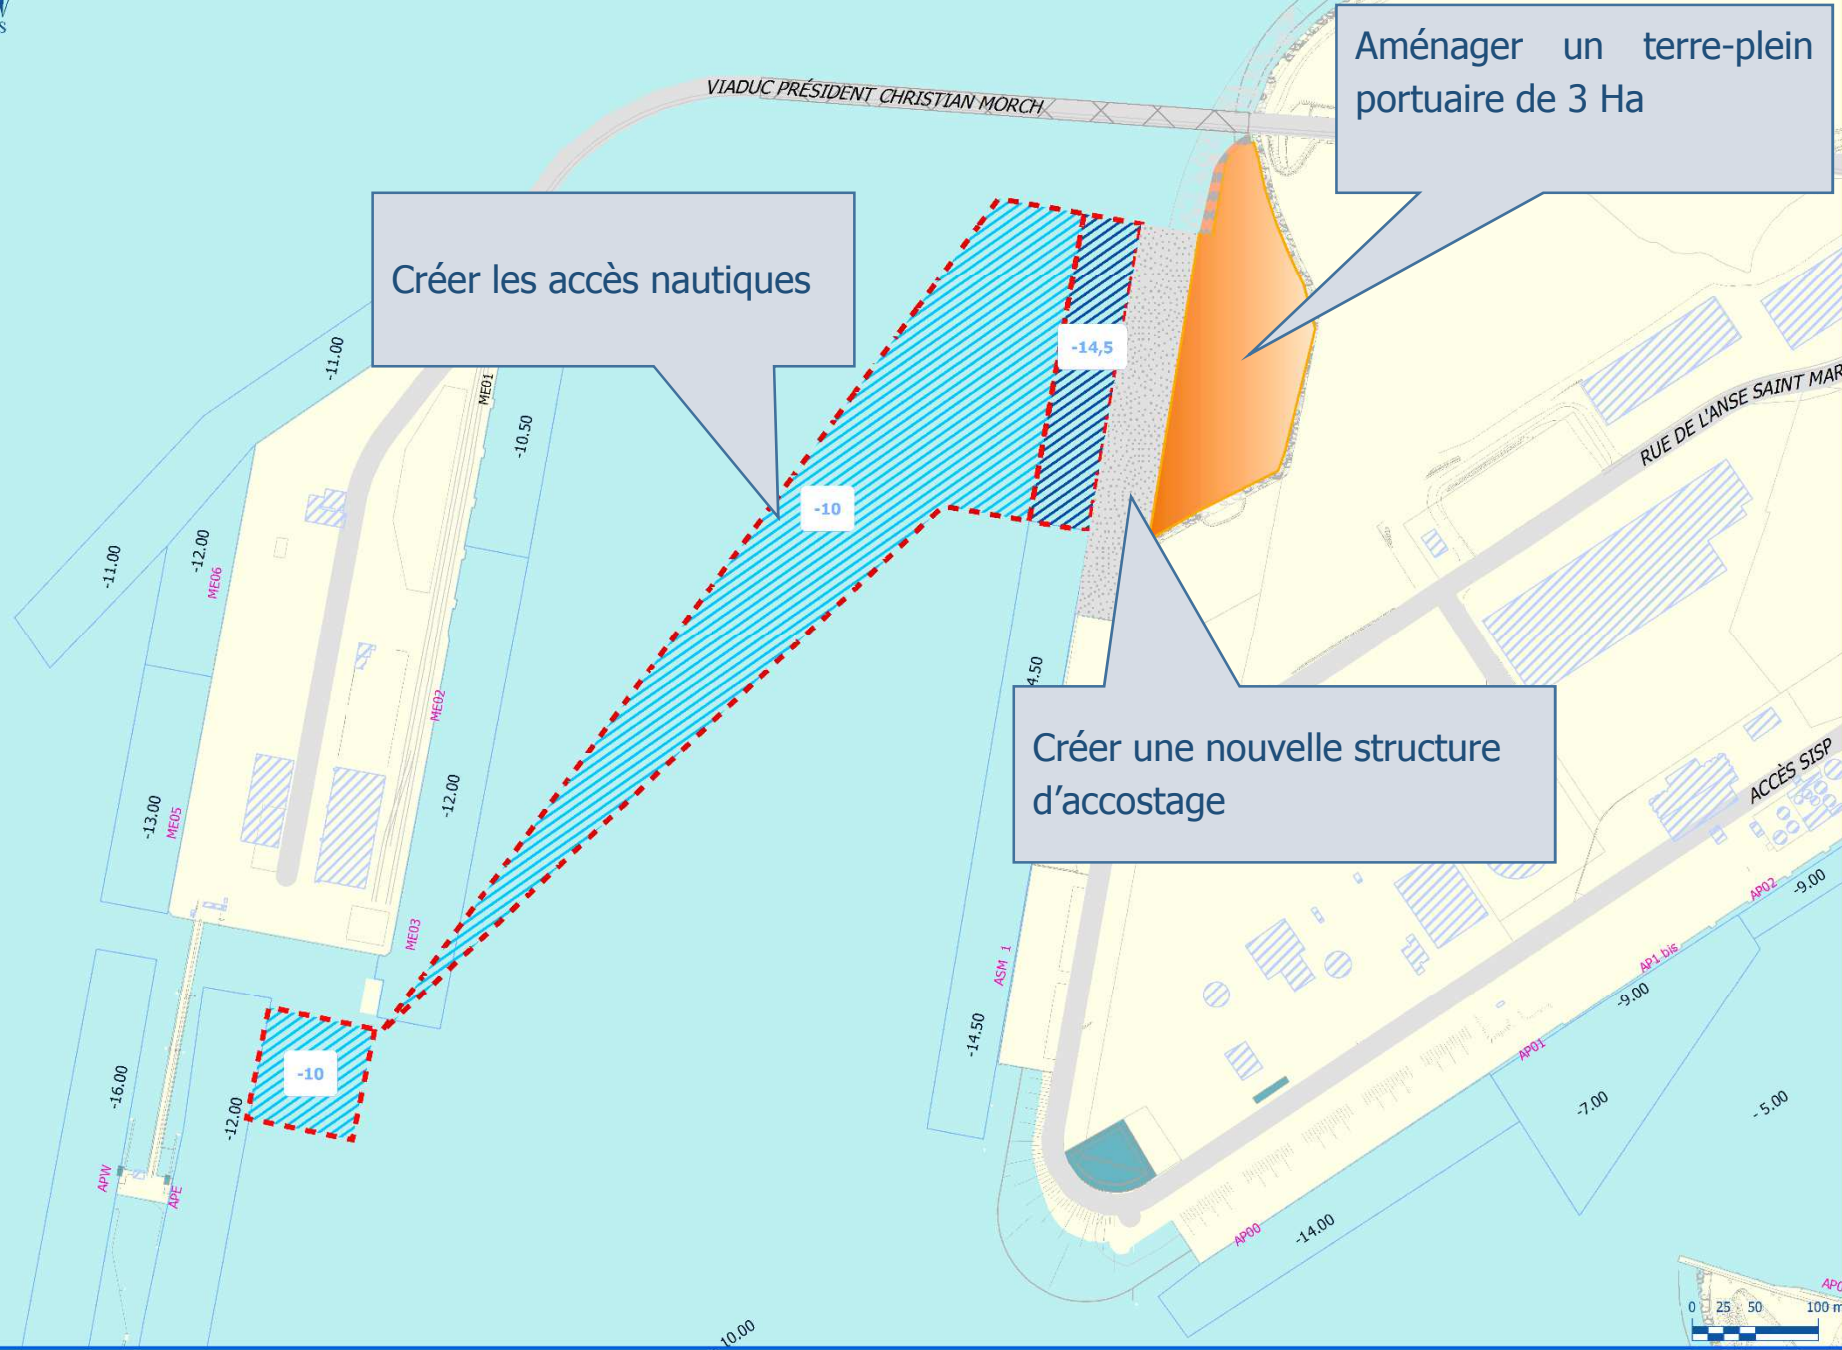 S
Aménager un terre-plein
portuaire de 3 Ha
VIADUC PRÉSIDENT CHRISTIAN MORCH
Créer les accès nautiques
-14,5
-11.00
ME01
-10.50
RUE DE L'ANSE SAINT MAR
-10
-11.00
-12.00
ME06
4.50
ME02
Créer une nouvelle structure
d'accostage
ACCÈS SISP
-13.00
ME05
-12.00
AP02
-9.00
ME03
ASM 1
AP1 bis
-9.00
-14.50
AP01
-10
-16.00
-12.00
-7.00
- 5.00
APW
APE
AP00
-14.00
10.00
0 25 50 100 m